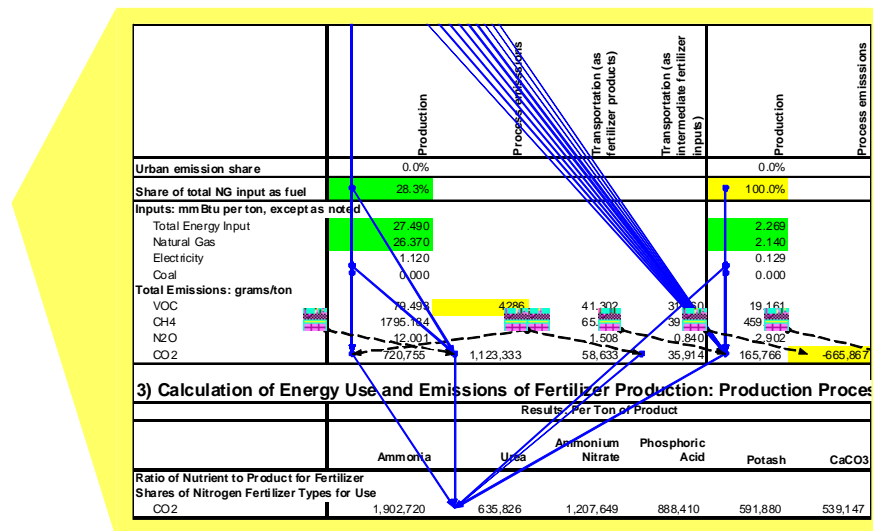 Production
Process emisssions
Transportation (as
fertilizer products)
Transportation (as
intermediate fertilizer
inputs)
Production
Process emisssions
Urban emission share 0.0% 0.0%
Share of total NG input as fuel 28.3% 100.0%
Inputs: mmBtu per ton, except as noted
Total Energy Input 27.490 2.269
Natural Gas 26.370 2.140
Electricity 1.120 0.129
Coal 0.000 0.000
Total Emissions: grams/ton
VOC 79.493 4286 41.302 19.161
CH4 1795.184 65. 39 459
N2O 12.001 1.508 0.840 2.902
CO2 720,755 1,123,333 58,633 35,914 165,766 -665,867
3) Calculation of Energy Use and Emissions of Fertilizer Production: Production Proces
Results: Per Ton of Product
Ammonia Urea Ammonium Nitrate Phosphoric Acid Potash CaCO3
Ratio of Nutrient to Product for Fertilizer
Shares of Nitrogen Fertilizer Types for Use
CO2 1,902,720 635,826 1,207,649 888,410 591,880 539,147